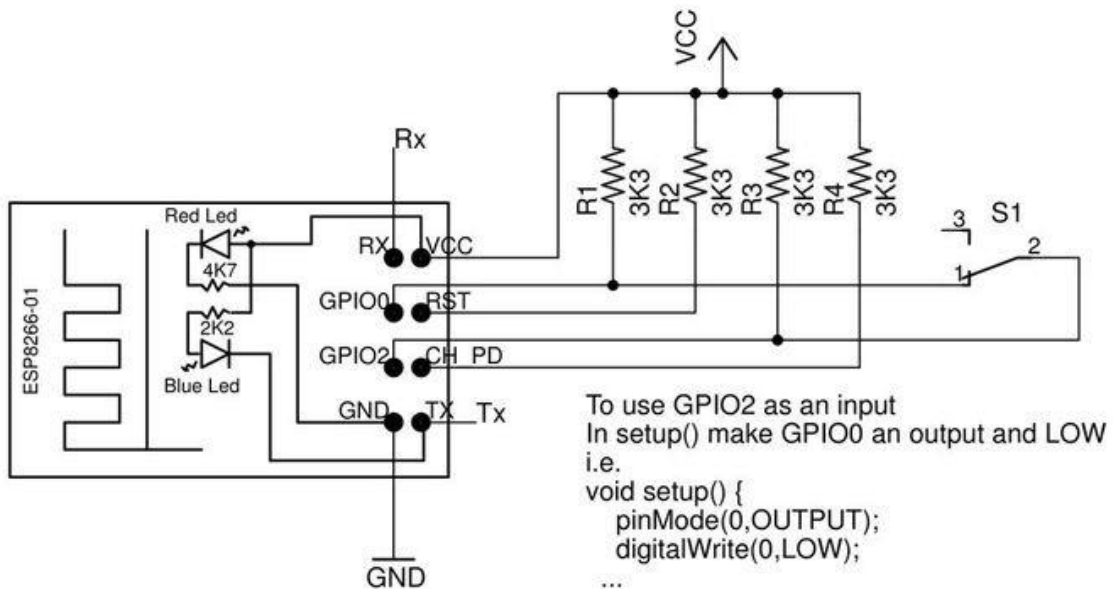 VCC
Rx
Red Led
RX
VCC
4K7
GPIO0
RST
2K2
GPIO2
CH_PD
Blue Led
GND
TX
Tx
ESP8266-01
GND
R1
3K3
R2
3K3
R3
3K3
R4
3K3
S1
3
2
1
To use GPIO2 as an input
In setup() make GPIO0 an output and LOW
i.e.
void setup() {
pinMode(0,OUTPUT);
digitalWrite(0,LOW);
...